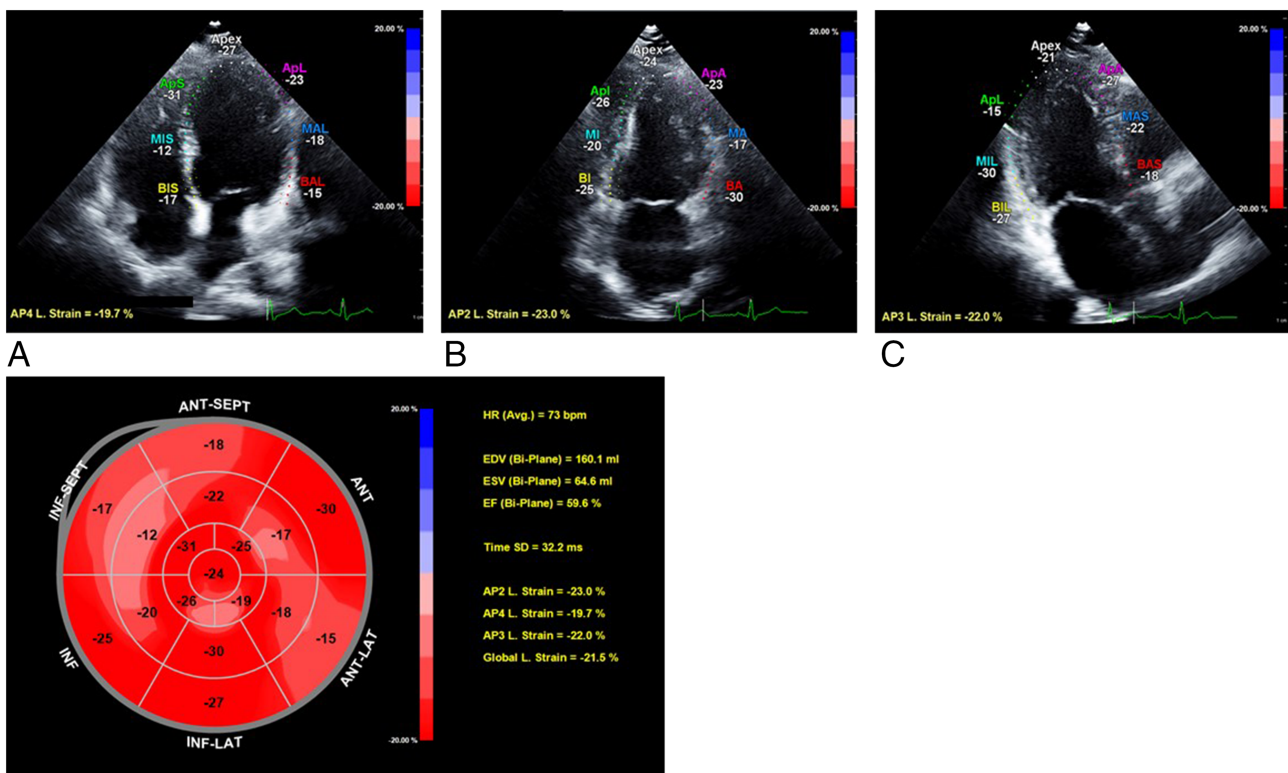 20.00 %
Apex
-27
ApL
-23
ApS
-31
MAL
-18
MIS
-12
BIS
-17
BAL
-15
-20.00 %
AP4 L. Strain = -19.7 %
1 cm
A
20.00 %
Apex
-24
ApA
-23
ApI
-26
MI
-20
MA
-17
BI
-25
BA
-30
-20.00 %
AP2 L. Strain = -23.0 %
B
20.00 %
Apex
-21
ApA
-27
ApL
-15
MAS
-22
MIL
-30
BAS
-18
BIL
-27
-20.00 %
AP3 L. Strain = -22.0 %
1 cm
C
ANT-SEPT
INF-SEPT
ANT
INF
ANT-LAT
INF-LAT
-18
-17
-30
-22
-12
-17
-31
-25
-24
-26
-19
-20
-18
-25
-15
-30
-27
20.00 %
-20.00 %
HR (Avg.) = 73 bpm
EDV (Bi-Plane) = 160.1 ml
ESV (Bi-Plane) = 64.6 ml
EF (Bi-Plane) = 59.6 %
Time SD = 32.2 ms
AP2 L. Strain = -23.0 %
AP4 L. Strain = -19.7 %
AP3 L. Strain = -22.0 %
Global L. Strain = -21.5 %